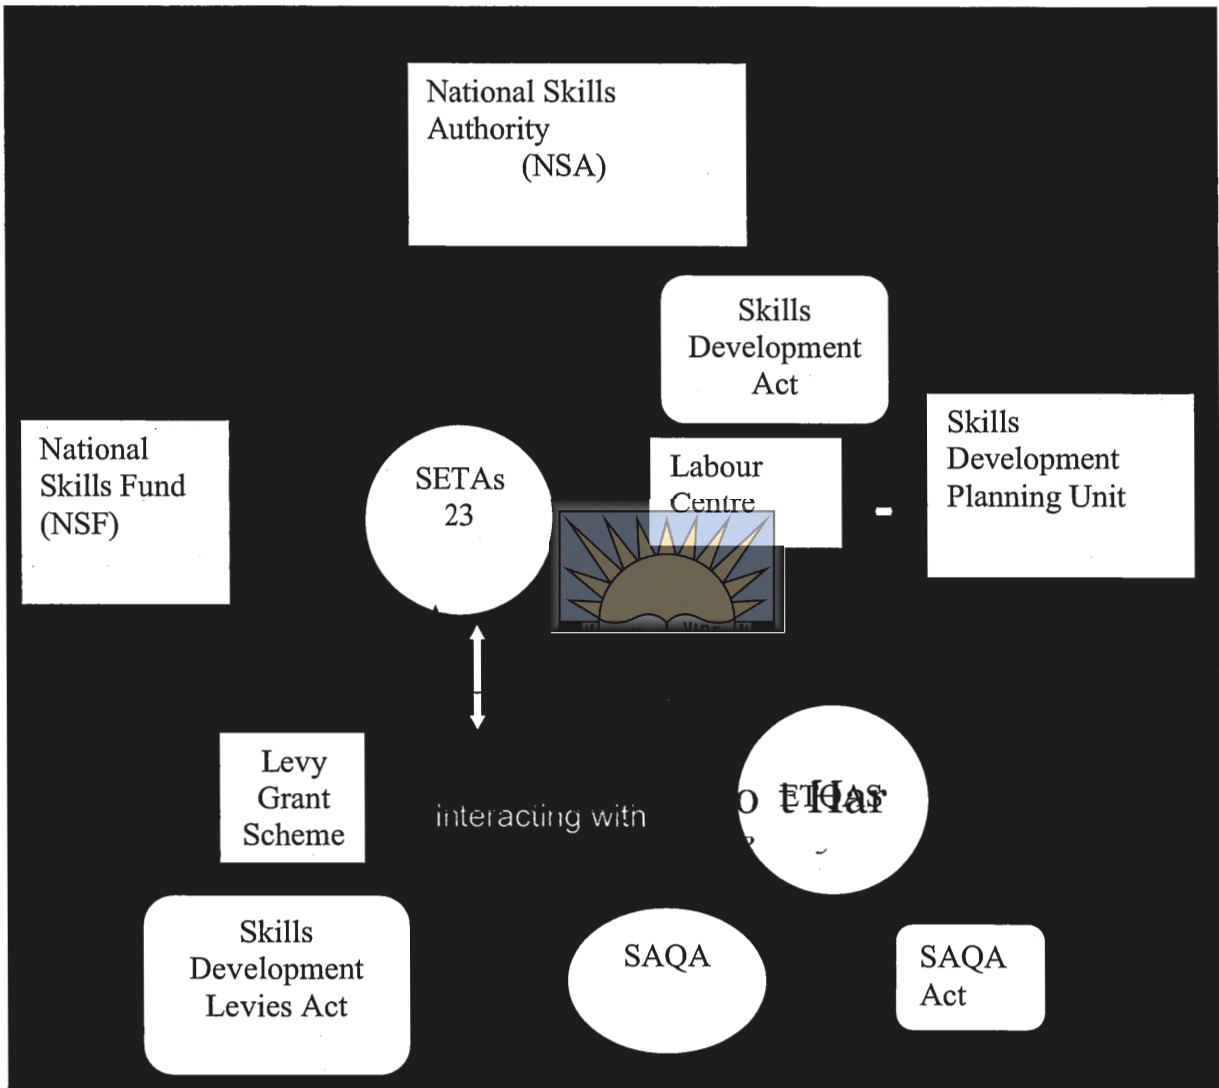 National Skills
Authority
(NSA)
Skills
Development
Act
National
Skills Fund
(NSF)
SETAs
23
Labour
Centre
Skills
Development
Planning Unit
Levy
Grant
Scheme
interacting with
ETQAS
Skills
Development
Levies Act
SAQA
SAQA
Act